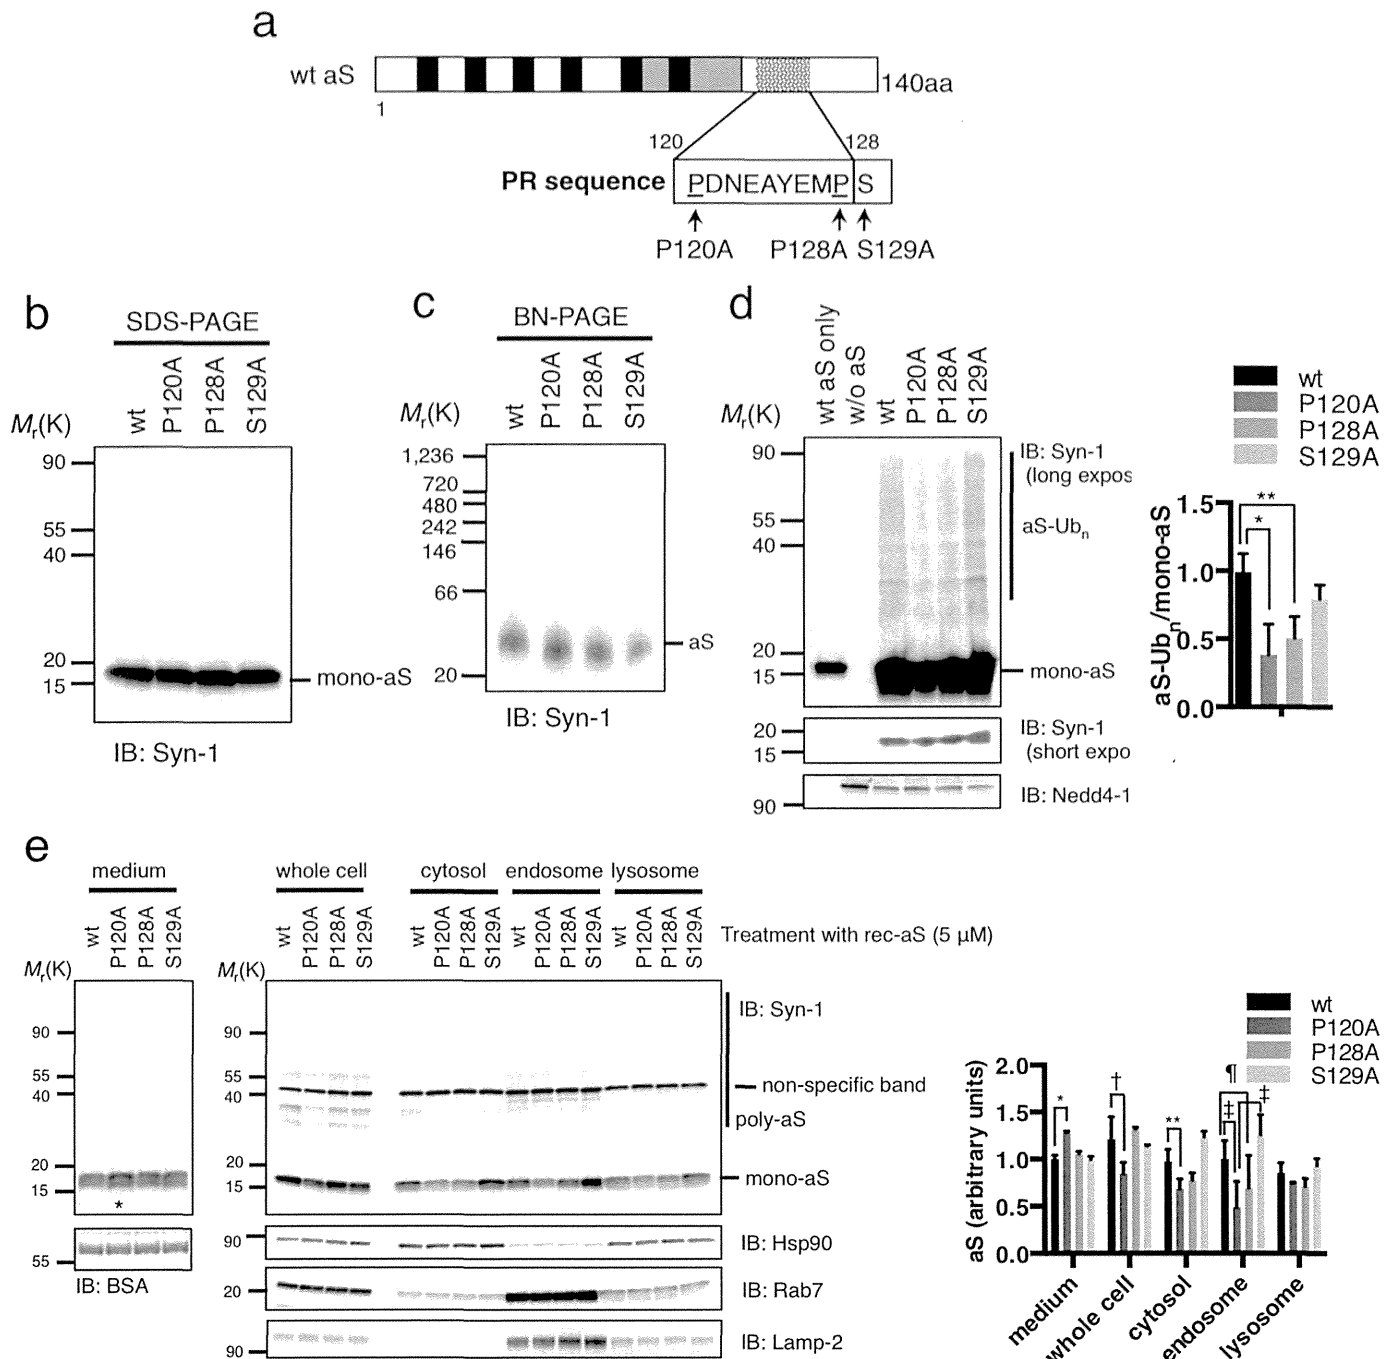 a
wt aS
140aa
1
120
128
PR sequence
PDNEAYEMP S
P120A
P128A
S129A
b
SDS-PAGE
wt
P120A
P128A
S129A
Mr(K)
90
55
40
20
15
mono-aS
IB: Syn-1
c
BN-PAGE
wt
P120A
P128A
S129A
Mr(K)
1,236
720
480
242
146
66
20
aS
IB: Syn-1
d
wt aS only
w/o aS
wt
P120A
P128A
S129A
Mr(K)
90
55
40
20
15
IB: Syn-1
(long expos
aS-Ubn
mono-aS
20
15
IB: Syn-1
(short expo
90
IB: Nedd4-1
wt
P120A
P128A
S129A
aS-Ubn/mono-aS
1.5
1.0
0.5
0.0
**
*
e
medium
wt
P120A
P128A
S129A
Mr(K)
90
55
40
20
15
*
55
IB: BSA
whole cell
cytosol
endosome
lysosome
wt
P120A
P128A
S129A
wt
P120A
P128A
S129A
wt
P120A
P128A
S129A
wt
P120A
P128A
S129A
Treatment with rec-aS (5 µM)
Mr(K)
90
55
40
20
15
IB: Syn-1
non-specific band
poly-aS
mono-aS
90
IB: Hsp90
20
IB: Rab7
90
IB: Lamp-2
wt
P120A
P128A
S129A
aS (arbitrary units)
2.0
1.5
1.0
0.5
0.0
*
†
**
¶
‡
‡
medium
whole cell
cytosol
endosome
lysosome